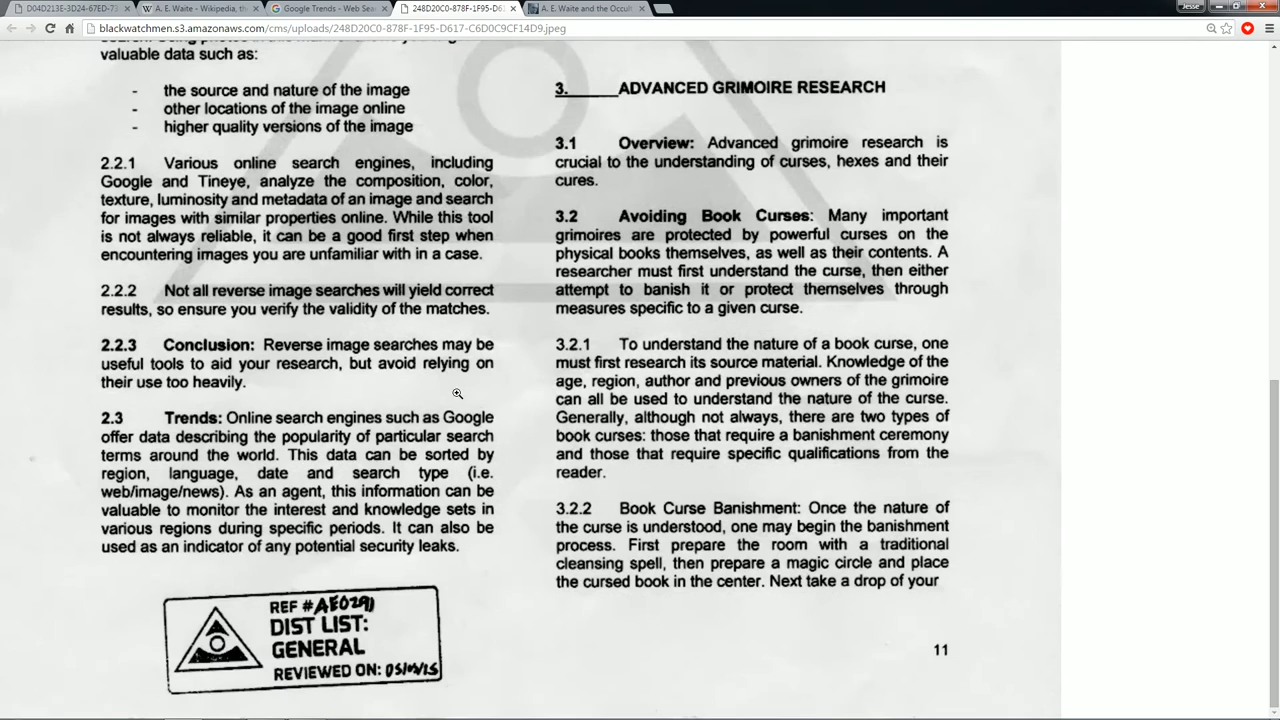 D04D213E-3D24-67ED-73
A. E. Waite - Wikipedia, th
Google Trends - Web Sea
248D20C0-878F-1F95-D6
A. E. Waite and the Occult
Jesse
blackwatchmen.s3.amazonaws.com/cms/uploads/248D20C0-878F-1F95-D617-C6D0C9CF14D9.jpeg
valuable data such as:
- the source and nature of the image
- other locations of the image online
- higher quality versions of the image
2.2.1 Various online search engines, including
Google and Tineye, analyze the composition, color,
texture, luminosity and metadata of an image and search
for images with similar properties online. While this tool
is not always reliable, it can be a good first step when
encountering images you are unfamiliar with in a case.
2.2.2 Not all reverse image searches will yield correct
results, so ensure you verify the validity of the matches.
2.2.3 Conclusion: Reverse image searches may be
useful tools to aid your research, but avoid relying on
their use too heavily.
2.3 Trends: Online search engines such as Google
offer data describing the popularity of particular search
terms around the world. This data can be sorted by
region, language, date and search type (i.e.
web/image/news). As an agent, this information can be
valuable to monitor the interest and knowledge sets in
various regions during specific periods. It can also be
used as an indicator of any potential security leaks.
REF #AE0291
DIST LIST:
GENERAL
REVIEWED ON: 05/05/15
3. ADVANCED GRIMOIRE RESEARCH
3.1 Overview: Advanced grimoire research is
crucial to the understanding of curses, hexes and their
cures.
3.2 Avoiding Book Curses: Many important
grimoires are protected by powerful curses on the
physical books themselves, as well as their contents. A
researcher must first understand the curse, then either
attempt to banish it or protect themselves through
measures specific to a given curse.
3.2.1 To understand the nature of a book curse, one
must first research its source material. Knowledge of the
age, region, author and previous owners of the grimoire
can all be used to understand the nature of the curse.
Generally, although not always, there are two types of
book curses: those that require a banishment ceremony
and those that require specific qualifications from the
reader.
3.2.2 Book Curse Banishment: Once the nature of
the curse is understood, one may begin the banishment
process. First prepare the room with a traditional
cleansing spell, then prepare a magic circle and place
the cursed book in the center. Next take a drop of your
11